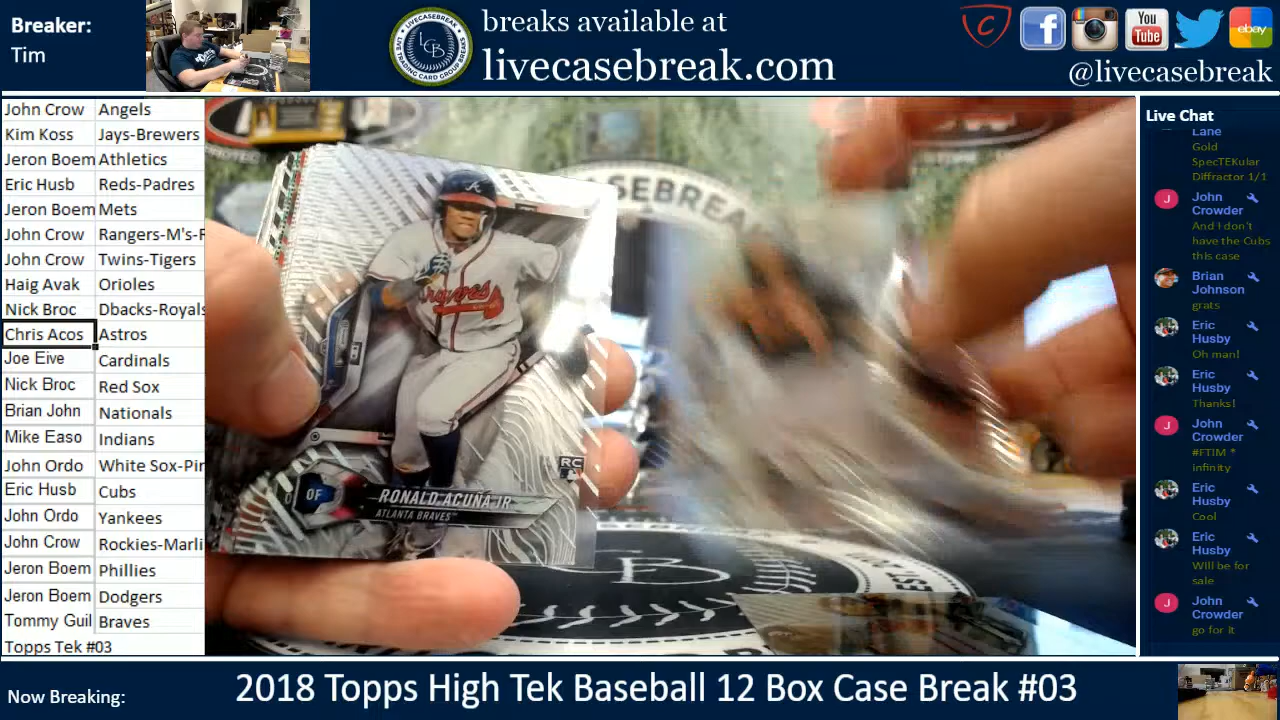 Breaker:
Tim
LCB
breaks available at
livecasebreak.com
You
Tube
ebay
@livecasebreak
John Crow Angels
Kim Koss Jays-Brewers
Jeron Boem Athletics
Eric Husb Reds-Padres
Jeron Boem Mets
John Crow Rangers-M's-R
John Crow Twins-Tigers
Haig Avak Orioles
Nick Broc Dbacks-Royals
Chris Acos Astros
Joe Eive Cardinals
Nick Broc Red Sox
Brian John Nationals
Mike Easo Indians
John Ordo White Sox-Pir
Eric Husb Cubs
John Ordo Yankees
John Crow Rockies-Marli
Jeron Boem Phillies
Jeron Boem Dodgers
Tommy Guil Braves
Topps Tek #03
ASEBREA
A
Braves
RC
OF
RONALD ACUÑA JR
ATLANTA BRAVES™
Live Chat
Lane
Gold
SpecTEKular
Diffractor 1/1
J
John
Crowder
And I don't
have the Cubs
this case
Brian
Johnson
grats
Eric
Husby
Oh man!
Eric
Husby
Thanks!
J
John
Crowder
#FTIM *
infinity
Eric
Husby
Cool
Eric
Husby
Will be for
sale
J
John
Crowder
go for it
Now Breaking:
2018 Topps High Tek Baseball 12 Box Case Break #03